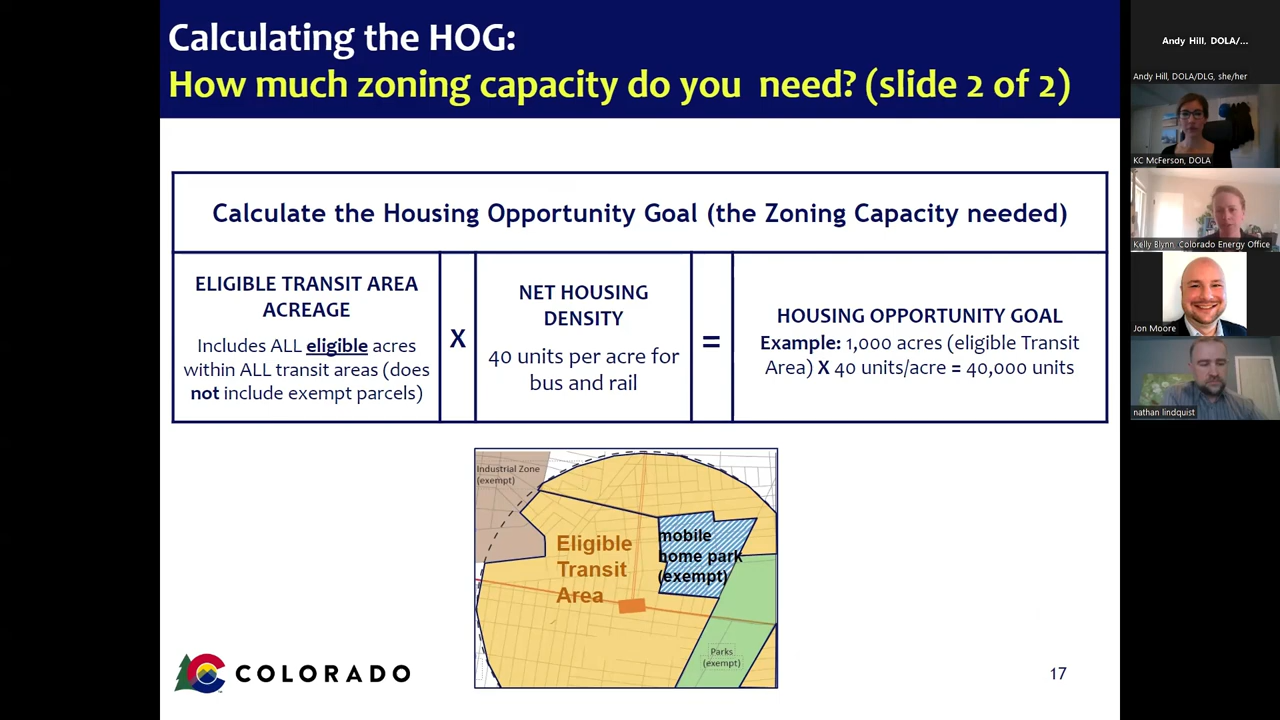 Calculating the HOG:
How much zoning capacity do you need? (slide 2 of 2)
Calculate the Housing Opportunity Goal (the Zoning Capacity needed)
ELIGIBLE TRANSIT AREA
ACREAGE
Includes ALL eligible acres
within ALL transit areas (does
not include exempt parcels)
X
NET HOUSING
DENSITY
40 units per acre for
bus and rail
=
HOUSING OPPORTUNITY GOAL
Example: 1,000 acres (eligible Transit
Area) X 40 units/acre = 40,000 units
Industrial Zone
(exempt)
Eligible
Transit
Area
mobile
home park
(exempt)
Parks
(exempt)
COLORADO
17
Andy Hill, DOLA/...
Andy Hill, DOLA/DLG, she/her
KC McFerson, DOLA
Kelly Blynn, Colorado Energy Office
Jon Moore
nathan lindquist